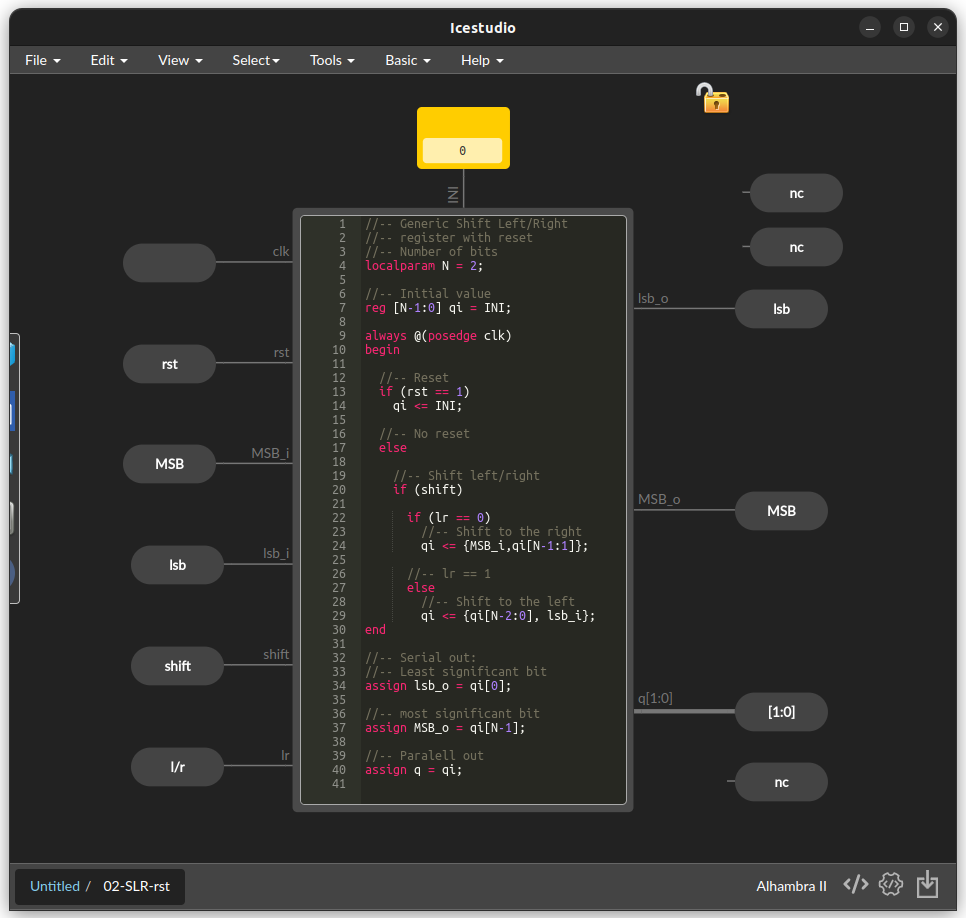 Icestudio
File Edit View Select Tools Basic Help
0
INI
nc
nc
clk
rst rst
MSB MSB_i
lsb lsb_i
shift shift
l/r lr
1 //-- Generic Shift Left/Right
2 //-- register with reset
3 //-- Number of bits
4 localparam N = 2;
5
6 //-- Initial value
7 reg [N-1:0] qi = INI;
8
9 always @(posedge clk)
10 begin
11
12 //-- Reset
13 if (rst == 1)
14 qi <= INI;
15
16 //-- No reset
17 else
18
19 //-- Shift left/right
20 if (shift)
21
22 if (lr == 0)
23 //-- Shift to the right
24 qi <= {MSB_i,qi[N-1:1]};
25
26 //-- lr == 1
27 else
28 //-- Shift to the left
29 qi <= {qi[N-2:0], lsb_i};
30 end
31
32 //-- Serial out:
33 //-- Least significant bit
34 assign lsb_o = qi[0];
35
36 //-- most significant bit
37 assign MSB_o = qi[N-1];
38
39 //-- Paralell out
40 assign q = qi;
41
lsb_o lsb
MSB_o MSB
q[1:0] [1:0]
nc
Untitled / 02-SLR-rst
Alhambra II